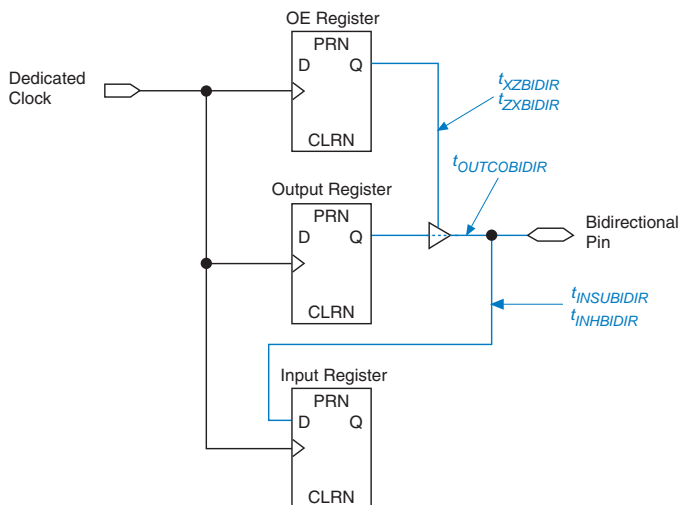 OE Register
PRN
D Q
CLRN
Dedicated
Clock
tXZBIDIR
tZXBIDIR
tOUTCOBIDIR
Output Register
PRN
D Q
CLRN
Bidirectional
Pin
tINSUBIDIR
tINHBIDIR
Input Register
PRN
D Q
CLRN